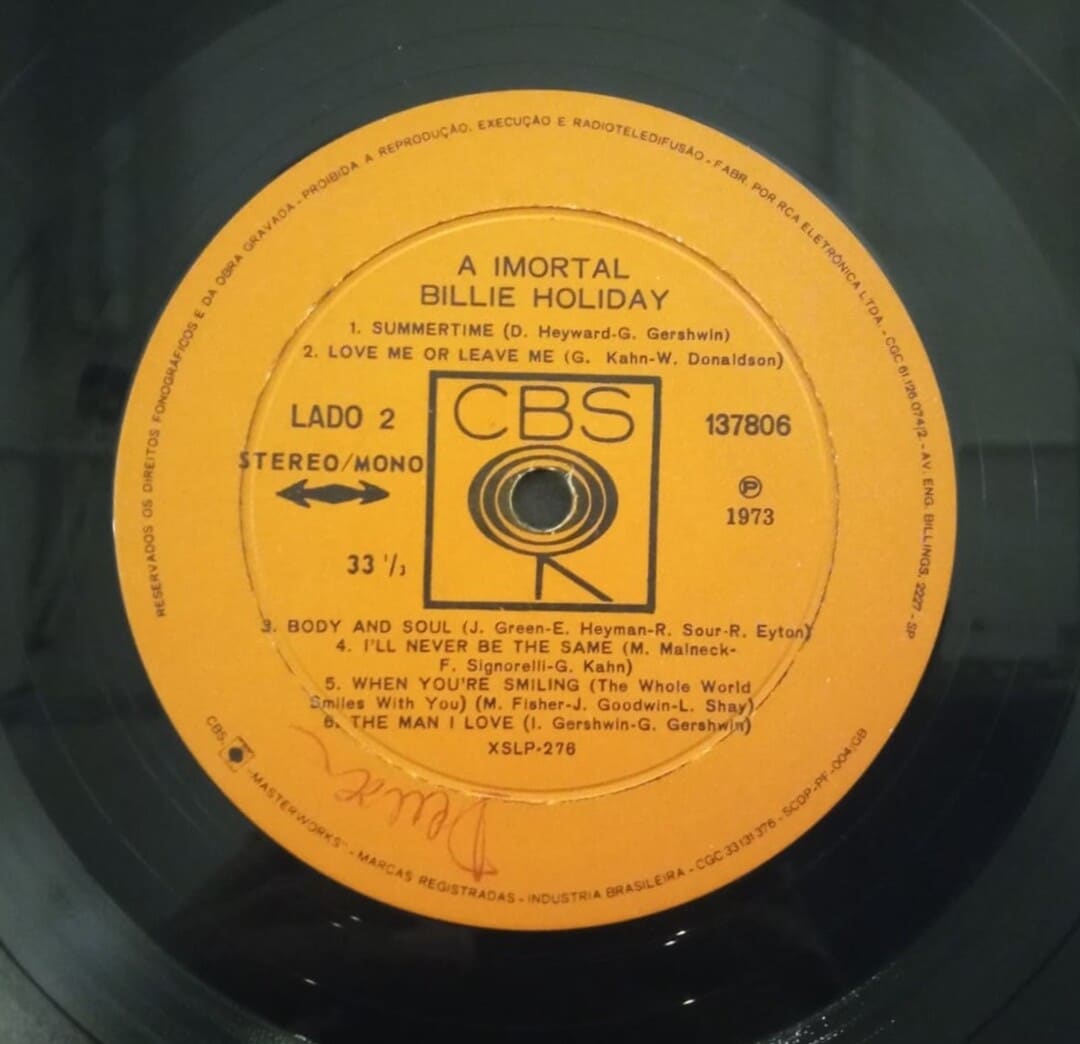 RESERVADOS OS DIREITOS FONOGRÁFICOS E DA OBRA GRAVADA - PROIBIDA A REPRODUÇÃO, EXECUÇÃO E RADIOTELEDIFUSÃO - FABR. POR RCA ELETRÔNICA LTDA. - CGC 61.126.074/2 - AV. ENG. BILLINGS, 2227 - SP
A IMORTAL
BILLIE HOLIDAY
1. SUMMERTIME (D. Heyward-G. Gershwin)
2. LOVE ME OR LEAVE ME (G. Kahn-W. Donaldson)
CBS
LADO 2
137806
STEREO/MONO
℗
1973
33 1/3
3. BODY AND SOUL (J. Green-E. Heyman-R. Sour-R. Eyton)
4. I'LL NEVER BE THE SAME (M. Malneck-
F. Signorelli-G. Kahn)
5. WHEN YOU'RE SMILING (The Whole World
Smiles With You) (M. Fisher-J. Goodwin-L. Shay)
6. THE MAN I LOVE (I. Gershwin-G. Gershwin)
XSLP-276
CBS, "MASTERWORKS" - MARCAS REGISTRADAS - INDUSTRIA BRASILEIRA - CGC 33131376 - SCDP-PF-004/GB